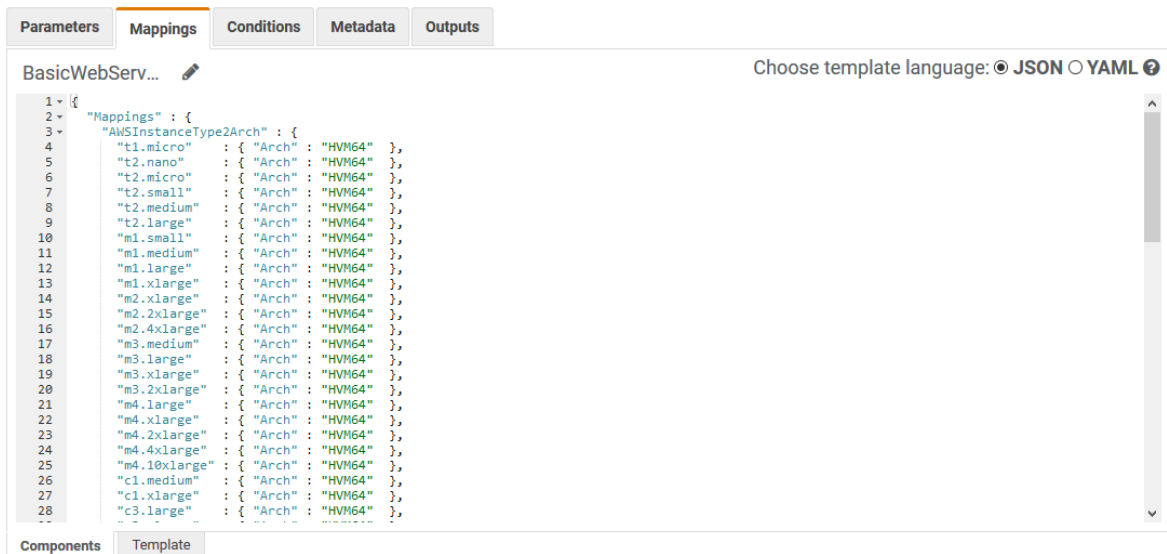 Parameters Mappings Conditions Metadata Outputs
BasicWebServ... Choose template language: JSON YAML
1 {
2 "Mappings" : {
3 "AWSInstanceType2Arch" : {
4 "t1.micro" : { "Arch" : "HVM64" },
5 "t2.nano" : { "Arch" : "HVM64" },
6 "t2.micro" : { "Arch" : "HVM64" },
7 "t2.small" : { "Arch" : "HVM64" },
8 "t2.medium" : { "Arch" : "HVM64" },
9 "t2.large" : { "Arch" : "HVM64" },
10 "m1.small" : { "Arch" : "HVM64" },
11 "m1.medium" : { "Arch" : "HVM64" },
12 "m1.large" : { "Arch" : "HVM64" },
13 "m1.xlarge" : { "Arch" : "HVM64" },
14 "m2.xlarge" : { "Arch" : "HVM64" },
15 "m2.2xlarge" : { "Arch" : "HVM64" },
16 "m2.4xlarge" : { "Arch" : "HVM64" },
17 "m3.medium" : { "Arch" : "HVM64" },
18 "m3.large" : { "Arch" : "HVM64" },
19 "m3.xlarge" : { "Arch" : "HVM64" },
20 "m3.2xlarge" : { "Arch" : "HVM64" },
21 "m4.large" : { "Arch" : "HVM64" },
22 "m4.xlarge" : { "Arch" : "HVM64" },
23 "m4.2xlarge" : { "Arch" : "HVM64" },
24 "m4.4xlarge" : { "Arch" : "HVM64" },
25 "m4.10xlarge" : { "Arch" : "HVM64" },
26 "c1.medium" : { "Arch" : "HVM64" },
27 "c1.xlarge" : { "Arch" : "HVM64" },
28 "c3.large" : { "Arch" : "HVM64" },
Components Template